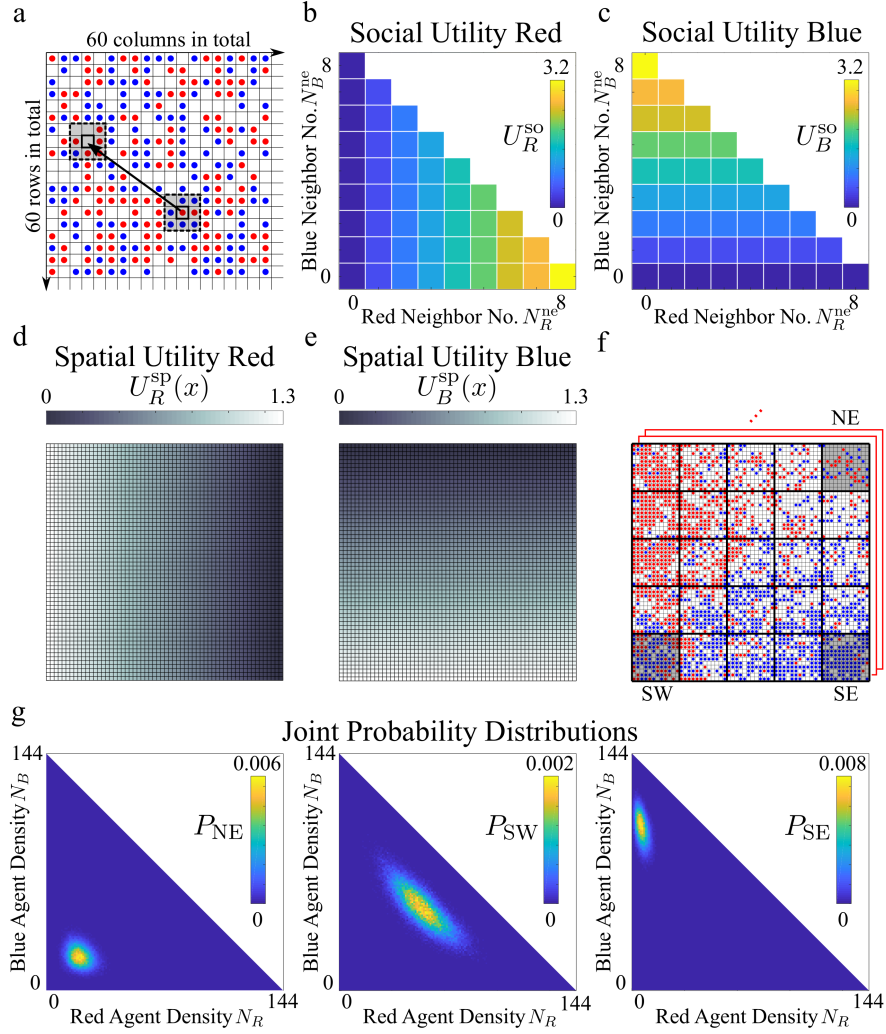 a
60 columns in total
60 rows in total
b
Social Utility Red
8
0
Blue Neighbor No. N_B^ne
3.2
U_R^so
0
0
8
Red Neighbor No. N_R^ne
c
Social Utility Blue
8
0
Blue Neighbor No. N_B^ne
3.2
U_B^so
0
0
8
Red Neighbor No. N_R^ne
d
Spatial Utility Red
0
U_R^sp(x)
1.3
e
Spatial Utility Blue
0
U_B^sp(x)
1.3
f
NE
SW
SE
g
Joint Probability Distributions
144
0
Blue Agent Density N_B
0.006
P_NE
0
0
144
Red Agent Density N_R
144
0
Blue Agent Density N_B
0.002
P_SW
0
0
144
Red Agent Density N_R
144
0
Blue Agent Density N_B
0.008
P_SE
0
0
144
Red Agent Density N_R